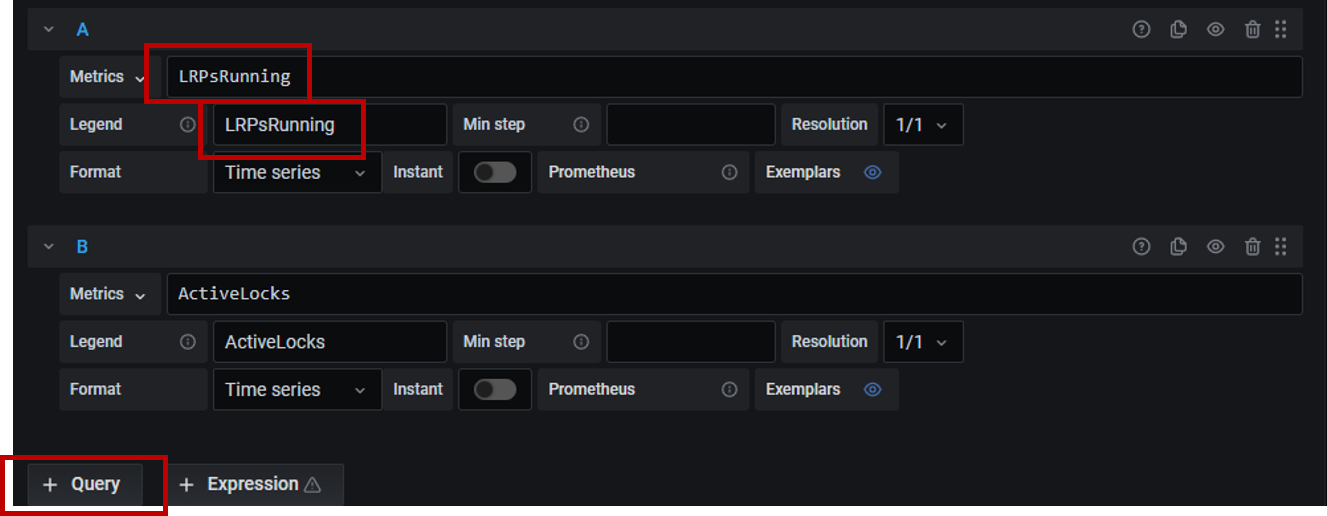 A
Metrics LRPsRunning
Legend LRPsRunning Min step Resolution 1/1
Format Time series Instant Prometheus Exemplars
B
Metrics ActiveLocks
Legend ActiveLocks Min step Resolution 1/1
Format Time series Instant Prometheus Exemplars
+ Query + Expression